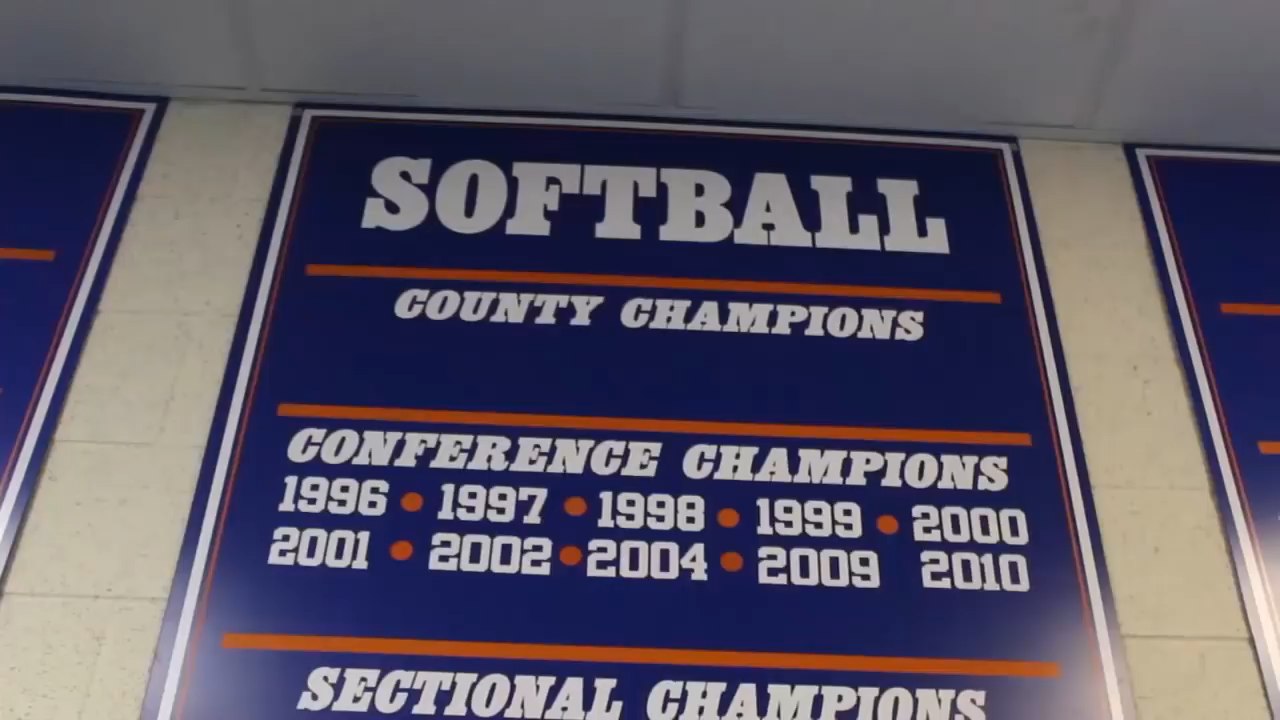 SOFTBALL
COUNTY CHAMPIONS
CONFERENCE CHAMPIONS
1996 • 1997 • 1998 • 1999 • 2000
2001 • 2002 • 2004 • 2009 2010
SECTIONAL CHAMPIONS